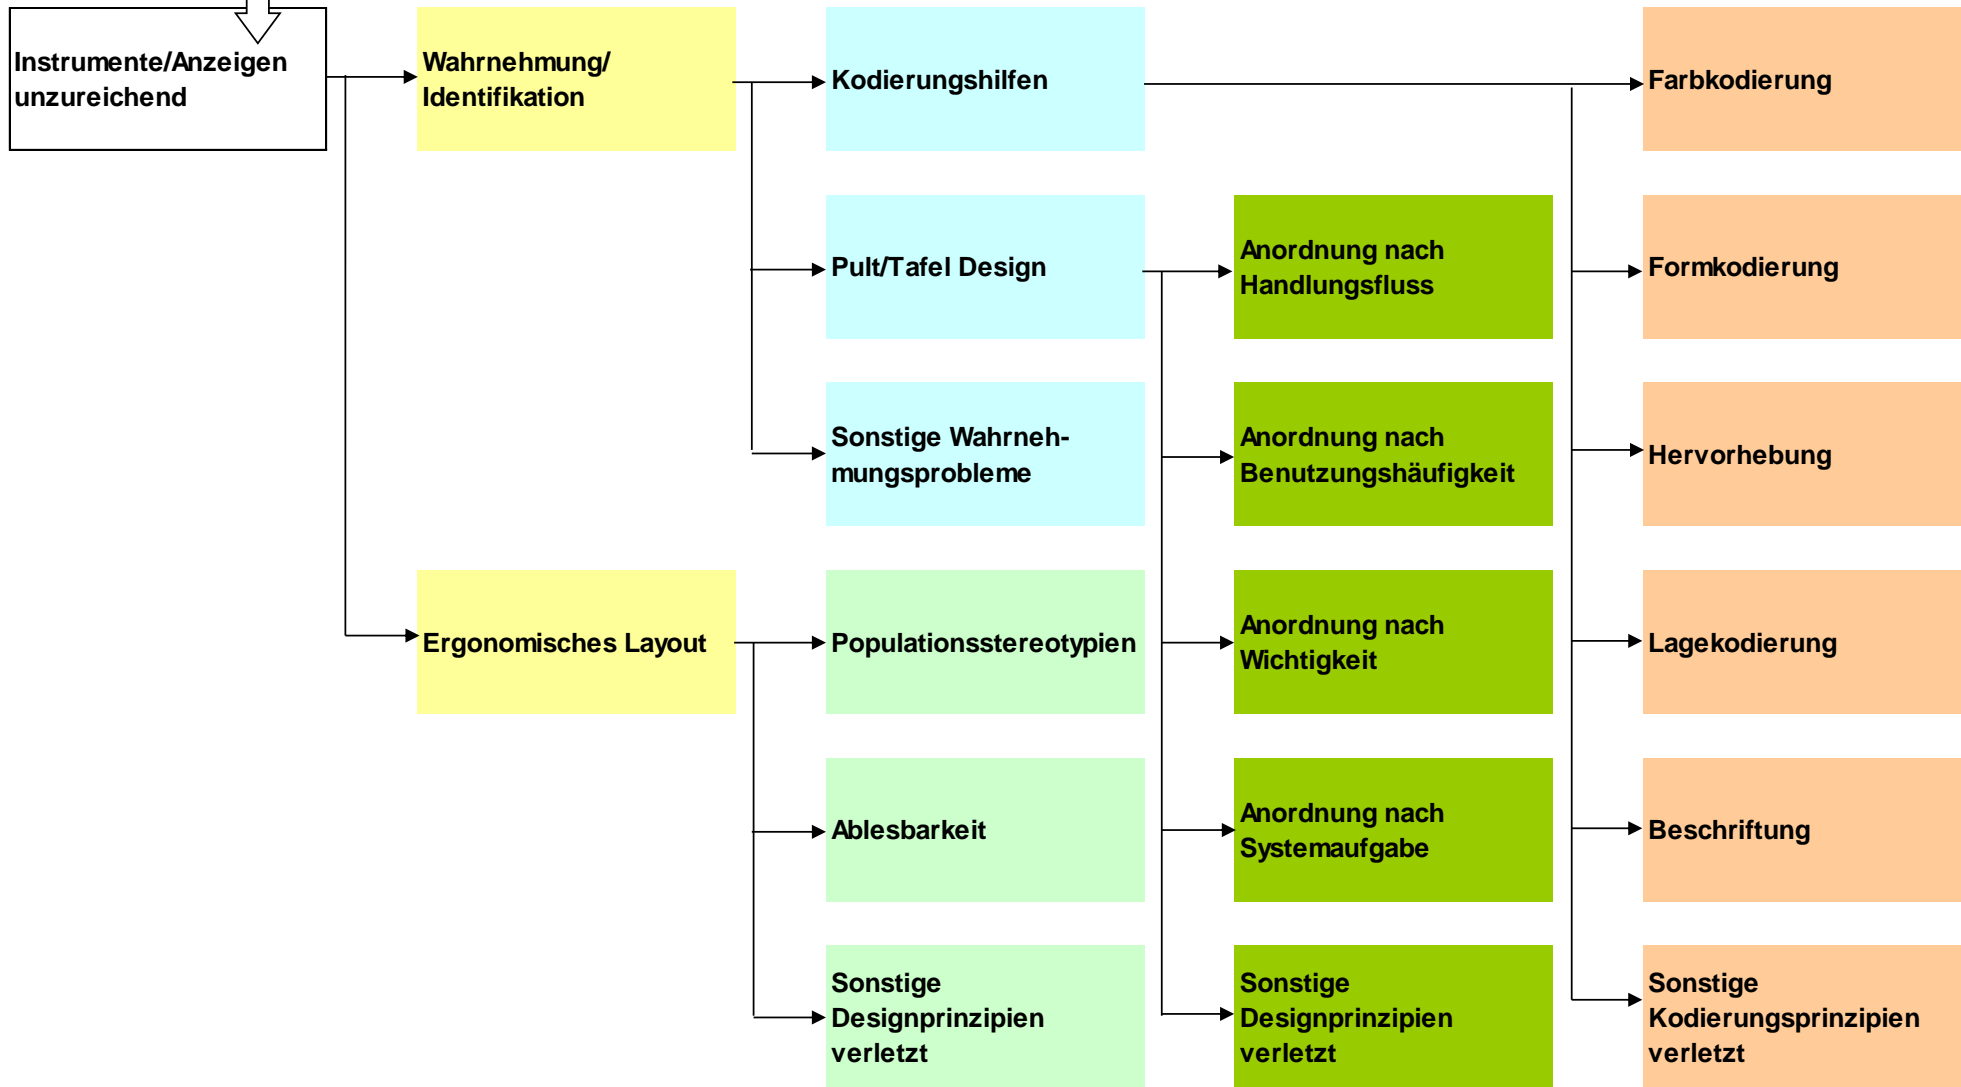 Instrumente/Anzeigen
unzureichend
Wahrnehmung/
Identifikation
Kodierungshilfen
Farbkodierung
Pult/Tafel Design
Anordnung nach
Handlungsfluss
Formkodierung
Sonstige Wahrneh-
mungsprobleme
Anordnung nach
Benutzungshäufigkeit
Hervorhebung
Ergonomisches Layout
Populationsstereotypien
Anordnung nach
Wichtigkeit
Lagekodierung
Ablesbarkeit
Anordnung nach
Systemaufgabe
Beschriftung
Sonstige
Designprinzipien
verletzt
Sonstige
Designprinzipien
verletzt
Sonstige
Kodierungsprinzipien
verletzt